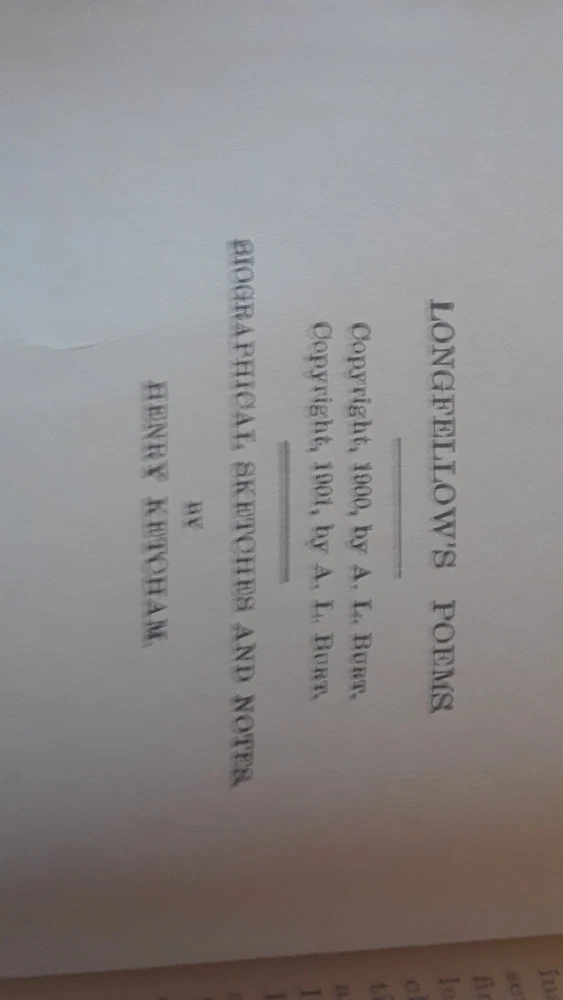 LONGFELLOW'S POEMS
Copyright, 1900, by A. L. BURT.
Copyright, 1901, by A. L. BURT.
BIOGRAPHICAL SKETCHES AND NOTES,
BY
HENRY KETCHAM.